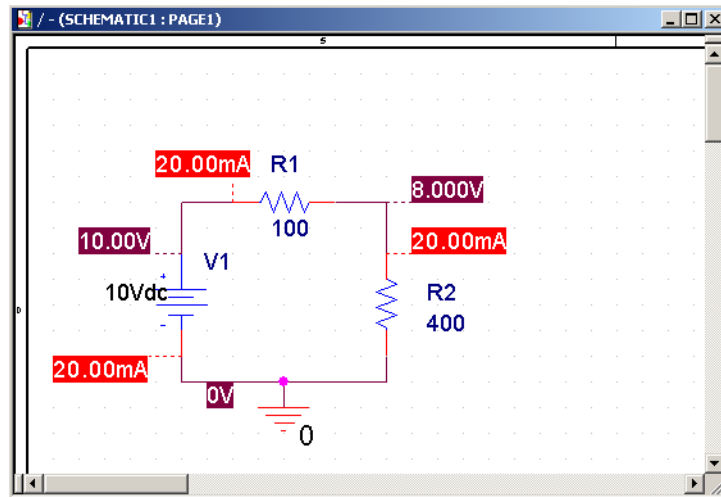 / - (SCHEMATIC1 : PAGE1)
5
20.00mA
R1
8.000V
100
10.00V
20.00mA
V1
10Vdc
+
-
R2
400
D
20.00mA
0V
0